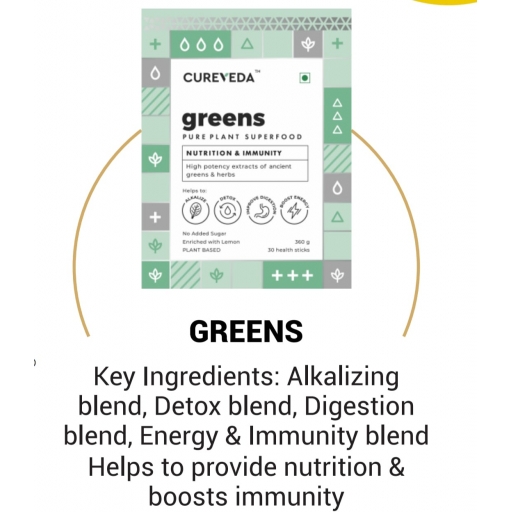 CUREVEDA™
greens
PURE PLANT SUPERFOOD
NUTRITION & IMMUNITY
High potency extracts of ancient
greens & herbs
Helps to:
ALKALIZE DETOX IMPROVE DIGESTION BOOST ENERGY
No Added Sugar
Enriched with Lemon 360 g
PLANT BASED 30 health sticks
GREENS
Key Ingredients: Alkalizing
blend, Detox blend, Digestion
blend, Energy & Immunity blend
Helps to provide nutrition &
boosts immunity